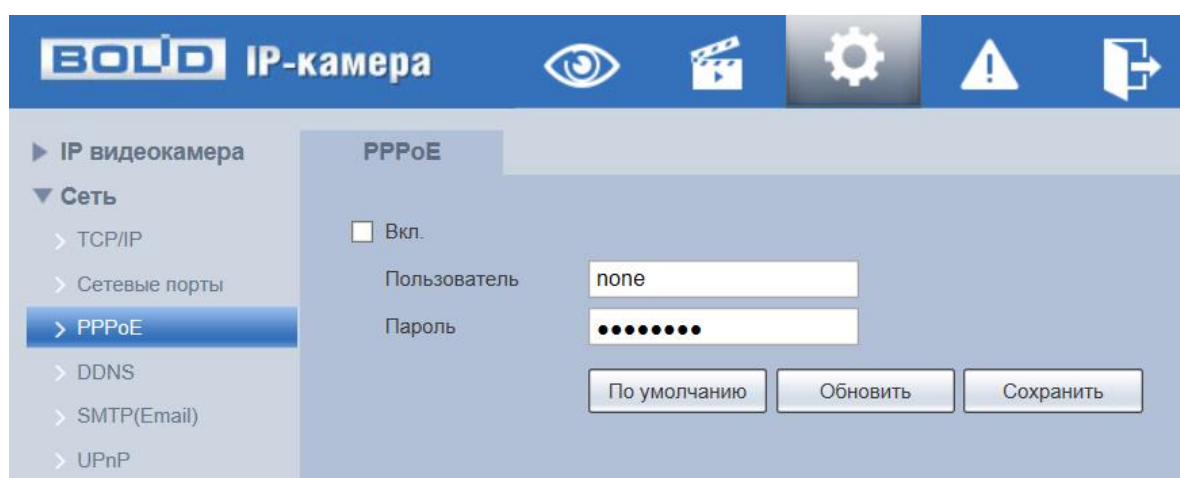 BOLID IP-камера
IP видеокамера
Сеть
TCP/IP
Сетевые порты
PPPoE
DDNS
SMTP(Email)
UPnP
PPPoE
Вкл.
Пользователь none
Пароль ●●●●●●●●
По умолчанию Обновить Сохранить